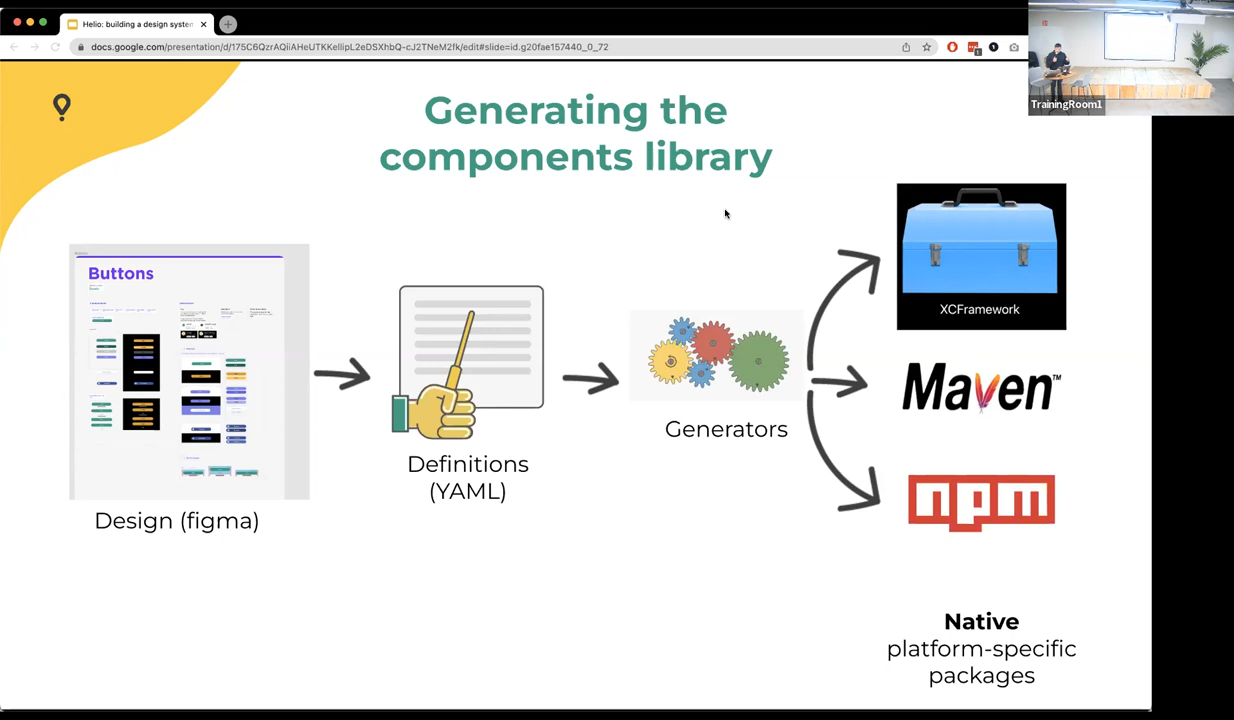 Helio: building a design system
docs.google.com/presentation/d/175C6QzrAQiiAHeUTKKellipL2eDSXhbQ-cJ2TNeM2fk/edit#slide=id.g20fae157440_0_72
TrainingRoom1
Generating the
components library
Buttons
XCFramework
Maven™
Generators
Definitions
(YAML)
npm
Design (figma)
Native
platform-specific
packages